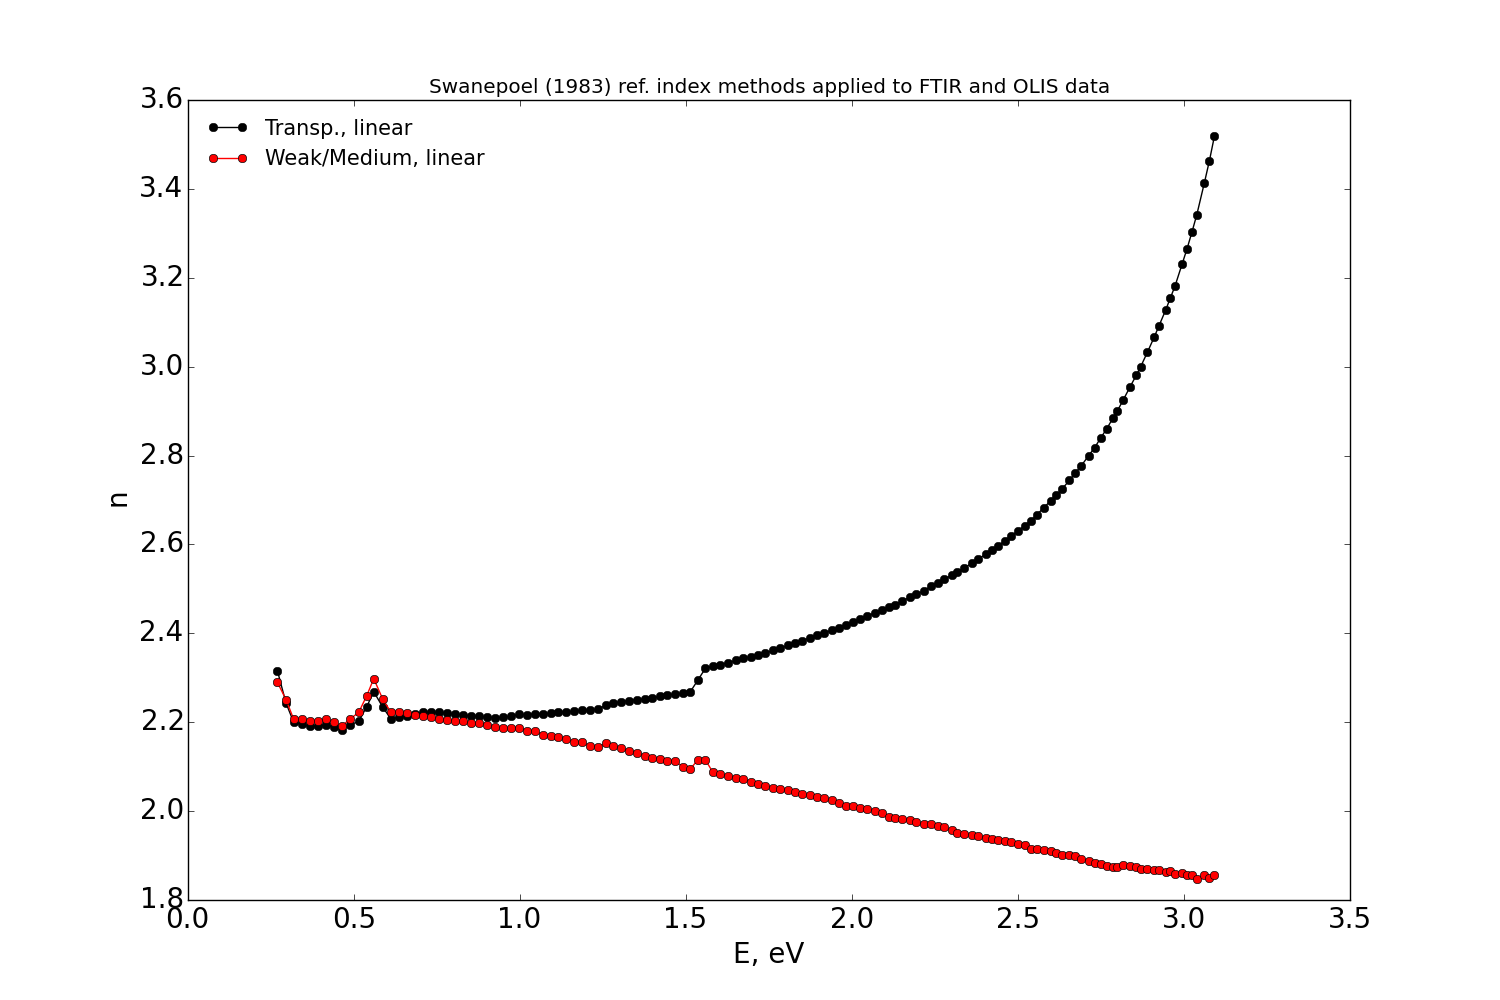 Swanepoel (1983) ref. index methods applied to FTIR and OLIS data
3.6
Transp., linear
Weak/Medium, linear
3.4
3.2
3.0
2.8
n
2.6
2.4
2.2
2.0
1.8
0.0 0.5 1.0 1.5 2.0 2.5 3.0 3.5
E, eV